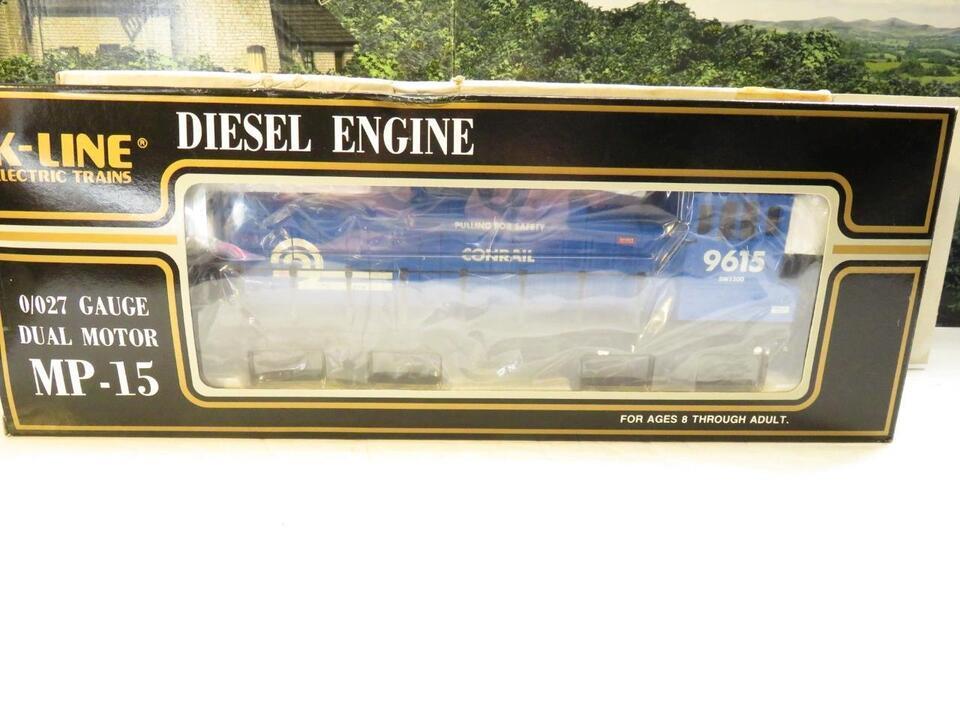 K-LINE®
ELECTRIC TRAINS
DIESEL ENGINE
PULLING FOR SAFETY
CONRAIL
9615
SW1500
0/027 GAUGE
DUAL MOTOR
MP-15
FOR AGES 8 THROUGH ADULT.